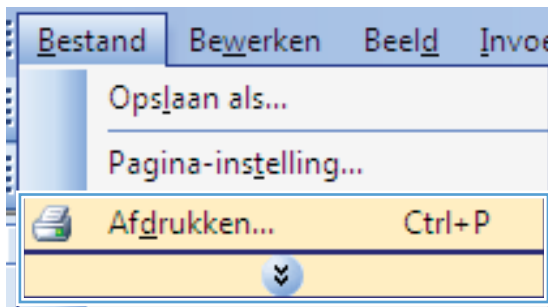 Bestand Bewerken Beeld Invoe
Opslaan als...
Pagina-instelling...
Afdrukken... Ctrl+P